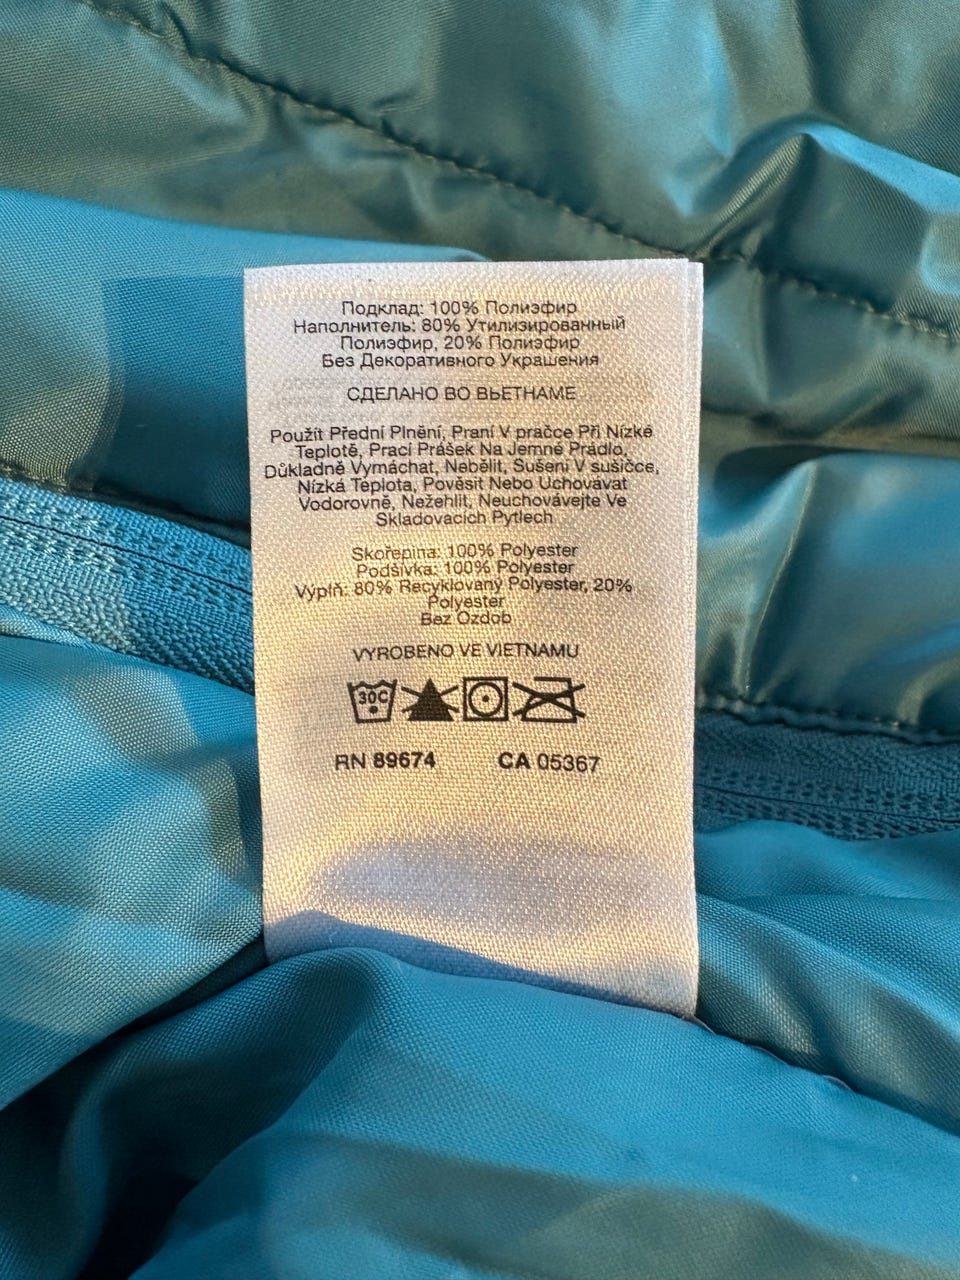 Подклад: 100% Полиэфир
Наполнитель: 80% Утилизированный
Полиэфир, 20% Полиэфир
Без Декоративного Украшения
СДЕЛАНО ВО ВЬЕТНАМЕ
Použít Přední Plnění, Praní V pračce Při Nízké
Teplotě, Prací Prášek Na Jemné Prádlo,
Důkladně Vymáchat, Nebělit, Sušení V sušičce,
Nízká Teplota, Pověsit Nebo Uchovávat
Vodorovně, Nežehlit, Neuchovávejte Ve
Skladovacích Pytlech
Skořepina: 100% Polyester
Podšívka: 100% Polyester
Výplň: 80% Recyklovaný Polyester, 20%
Polyester
Bez Ozdob
VYROBENO VE VIETNAMU
30C
RN 89674 CA 05367